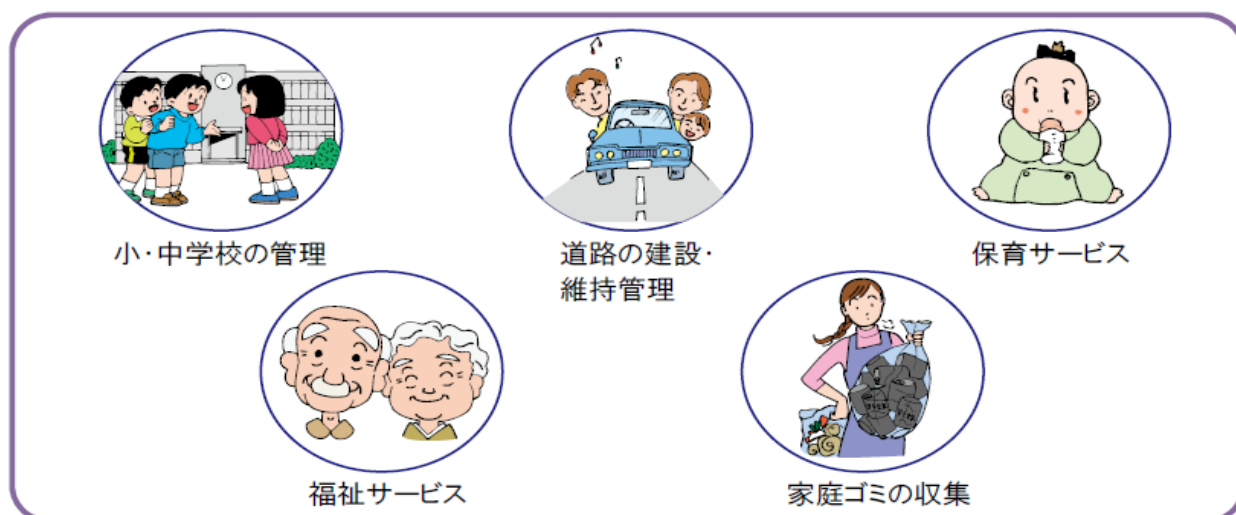 小・中学校の管理
道路の建設・
維持管理
保育サービス
福祉サービス
家庭ゴミの収集